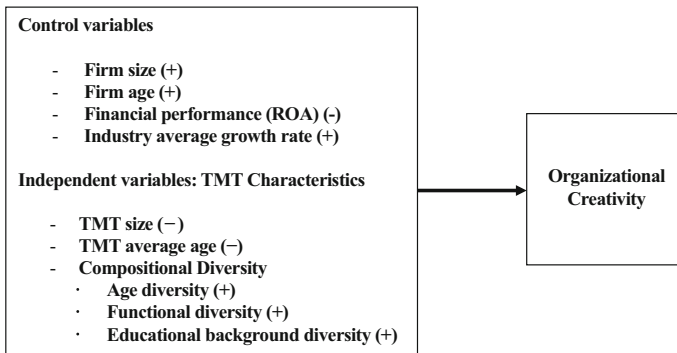 Control variables
- Firm size (+)
- Firm age (+)
- Financial performance (ROA) (-)
- Industry average growth rate (+)
Independent variables: TMT Characteristics
- TMT size (−)
- TMT average age (−)
- Compositional Diversity
· Age diversity (+)
· Functional diversity (+)
· Educational background diversity (+)
Organizational
Creativity